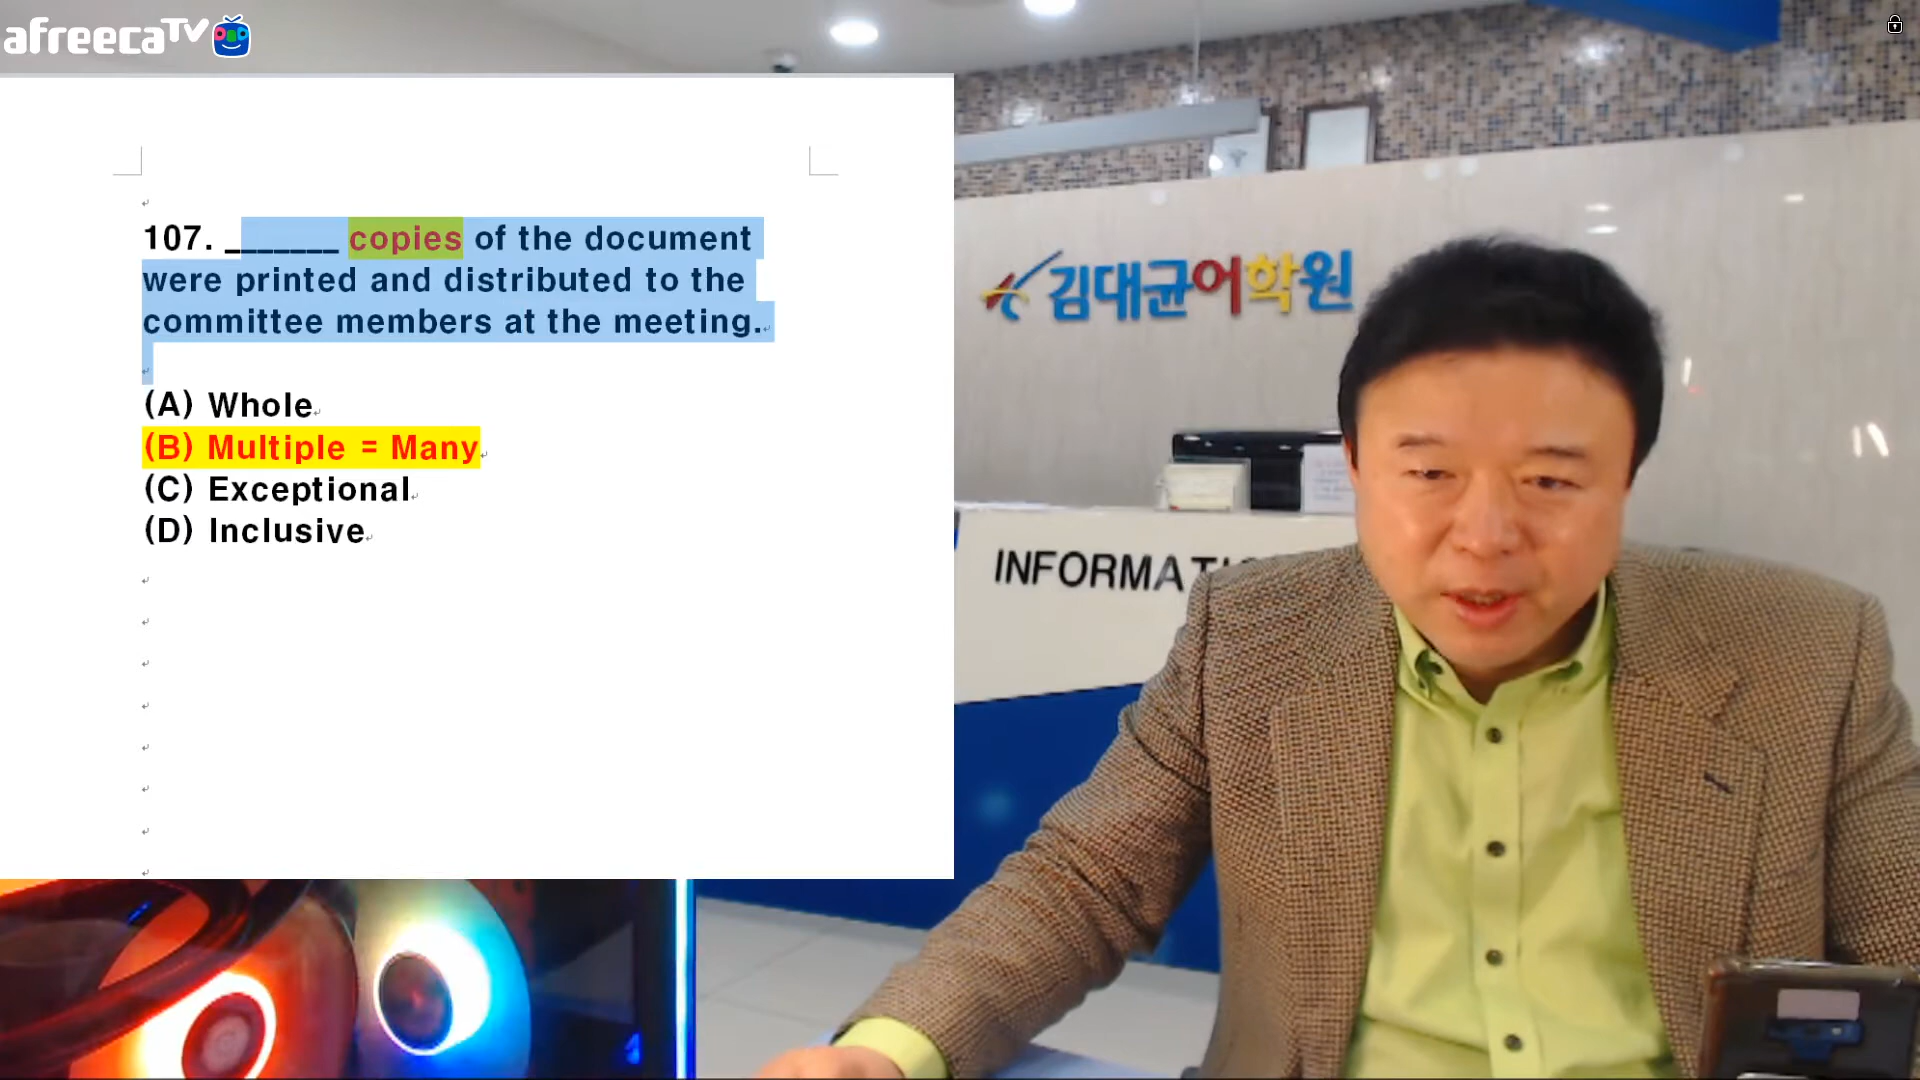 afreecaTV
107. _______ copies of the document
were printed and distributed to the
committee members at the meeting.
(A) Whole
(B) Multiple = Many
(C) Exceptional
(D) Inclusive
김대균어학원
INFORMATI